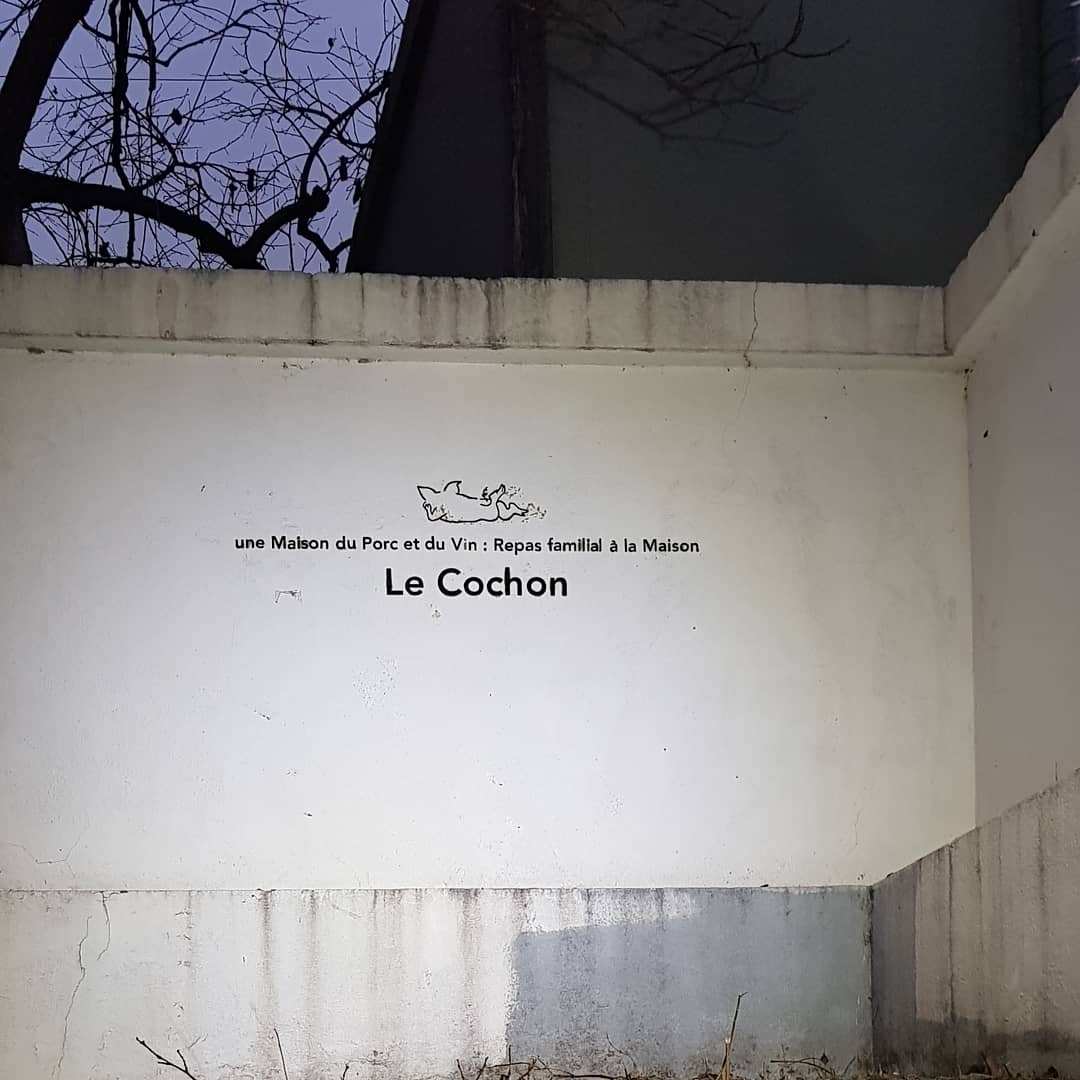 une Maison du Porc et du Vin : Repas familial à la Maison
Le Cochon